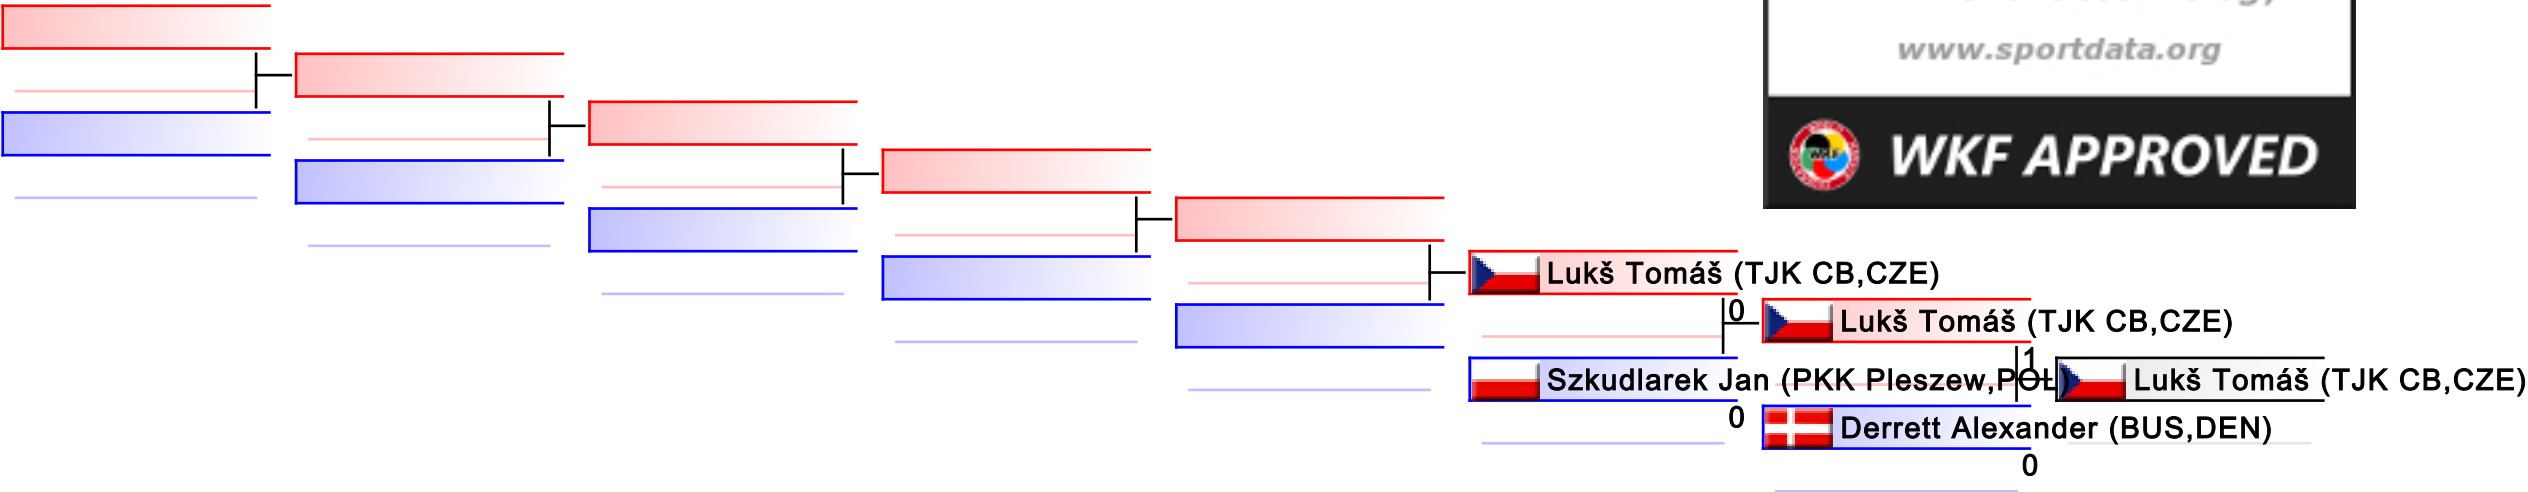 www.sportdata.org
WKF APPROVED
Lukš Tomáš (TJK CB,CZE)
0
Lukš Tomáš (TJK CB,CZE)
1
Szkudlarek Jan (PKK Pleszew,POL)
0
Lukš Tomáš (TJK CB,CZE)
0
Derrett Alexander (BUS,DEN)
0